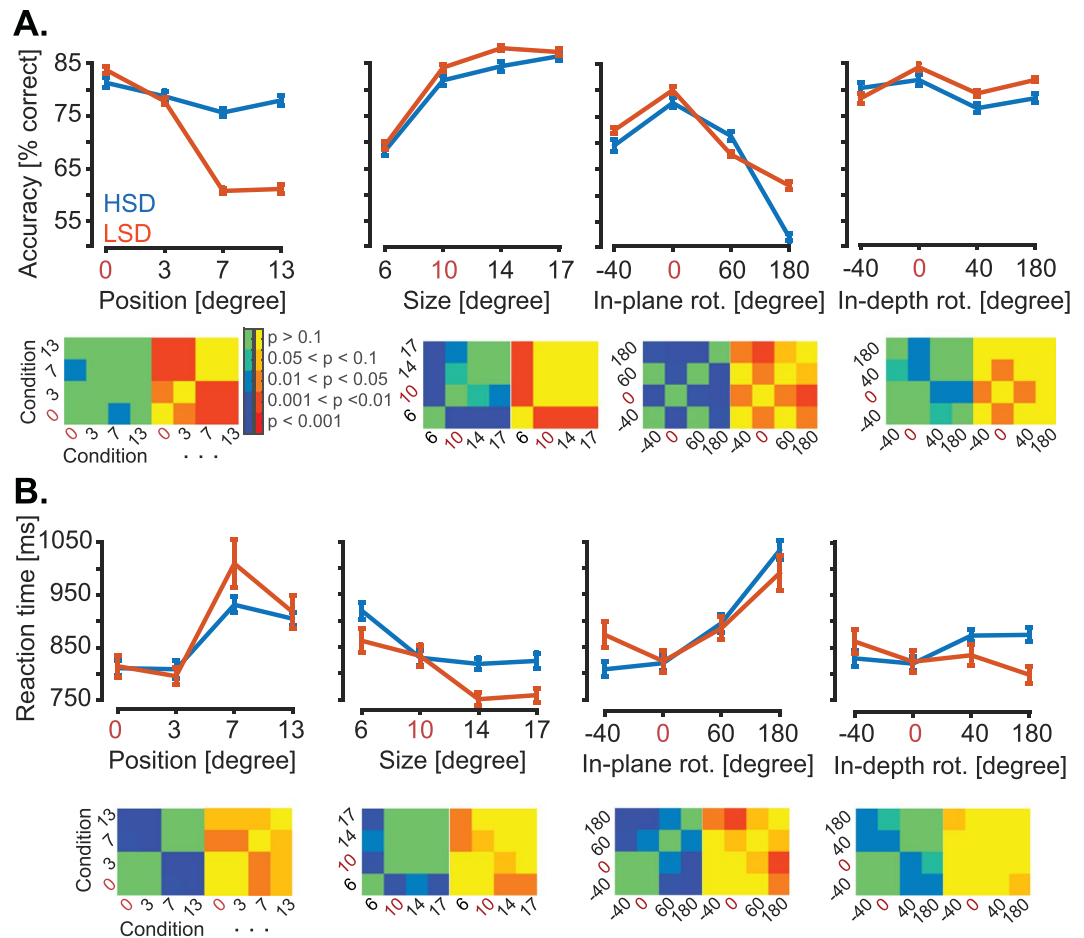 A.
Accuracy [% correct]
85
75
65
55
HSD
LSD
0 3 7 13
Position [degree]
6 10 14 17
Size [degree]
-40 0 60 180
In-plane rot. [degree]
-40 0 40 180
In-depth rot. [degree]
Condition
13
7
3
0
0 3 7 13 0 3 7 13
Condition . . .
p > 0.1
0.05 < p < 0.1
0.01 < p < 0.05
0.001 < p <0.01
p < 0.001
17
14
10
6
6 10 14 17 6 10 14 17
180
60
0
-40
-40 0 60 180 -40 0 60 180
180
40
0
-40
-40 0 40 180 -40 0 40 180
B.
Reaction time [ms]
1050
950
850
750
0 3 7 13
Position [degree]
6 10 14 17
Size [degree]
-40 0 60 180
In-plane rot. [degree]
-40 0 40 180
In-depth rot. [degree]
Condition
13
7
3
0
0 3 7 13 0 3 7 13
Condition . . .
17
14
10
6
6 10 14 17 6 10 14 17
180
60
0
-40
-40 0 60 180 -40 0 60 180
180
40
0
-40
-40 0 40 180 -40 0 40 180